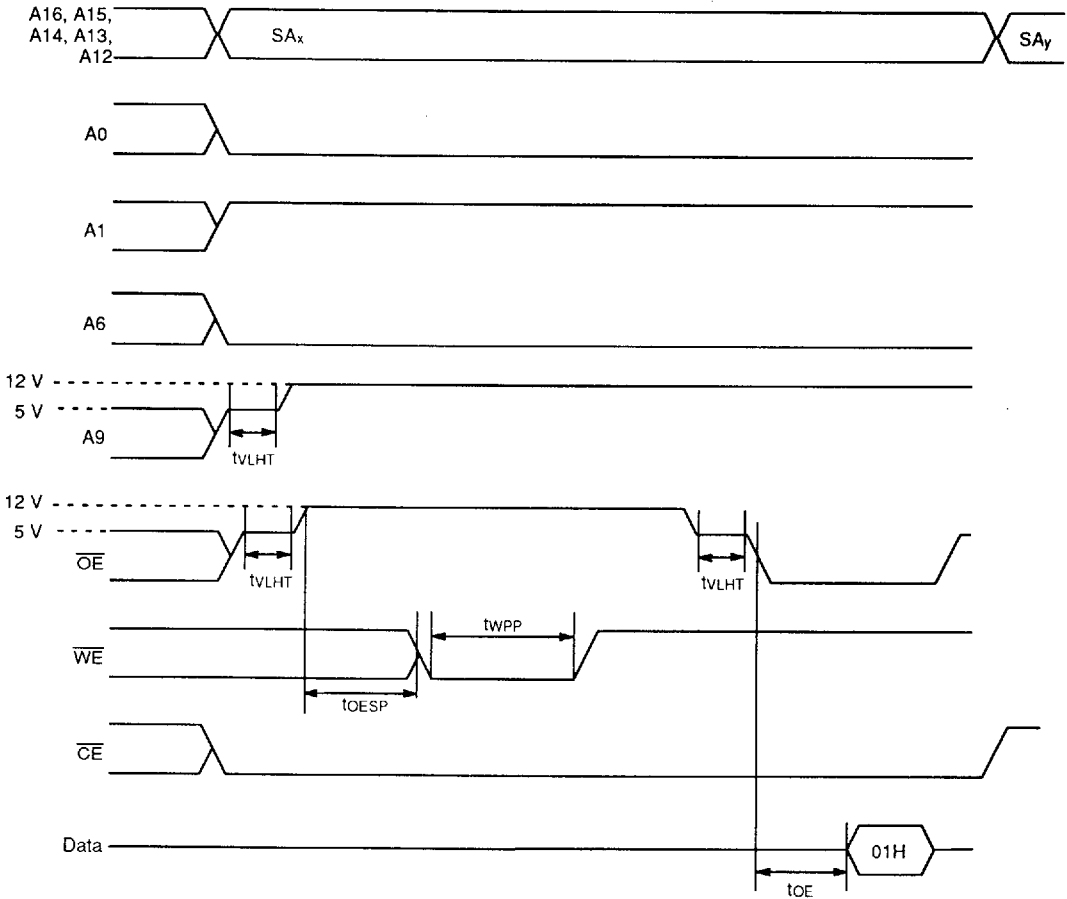 A16, A15,
A14, A13,
A12
SAx
SAy
A0
A1
A6
12 V
5 V
A9
tVLHT
12 V
5 V
OE
tVLHT
tVLHT
WE
tWPP
tOESP
CE
Data
01H
tOE